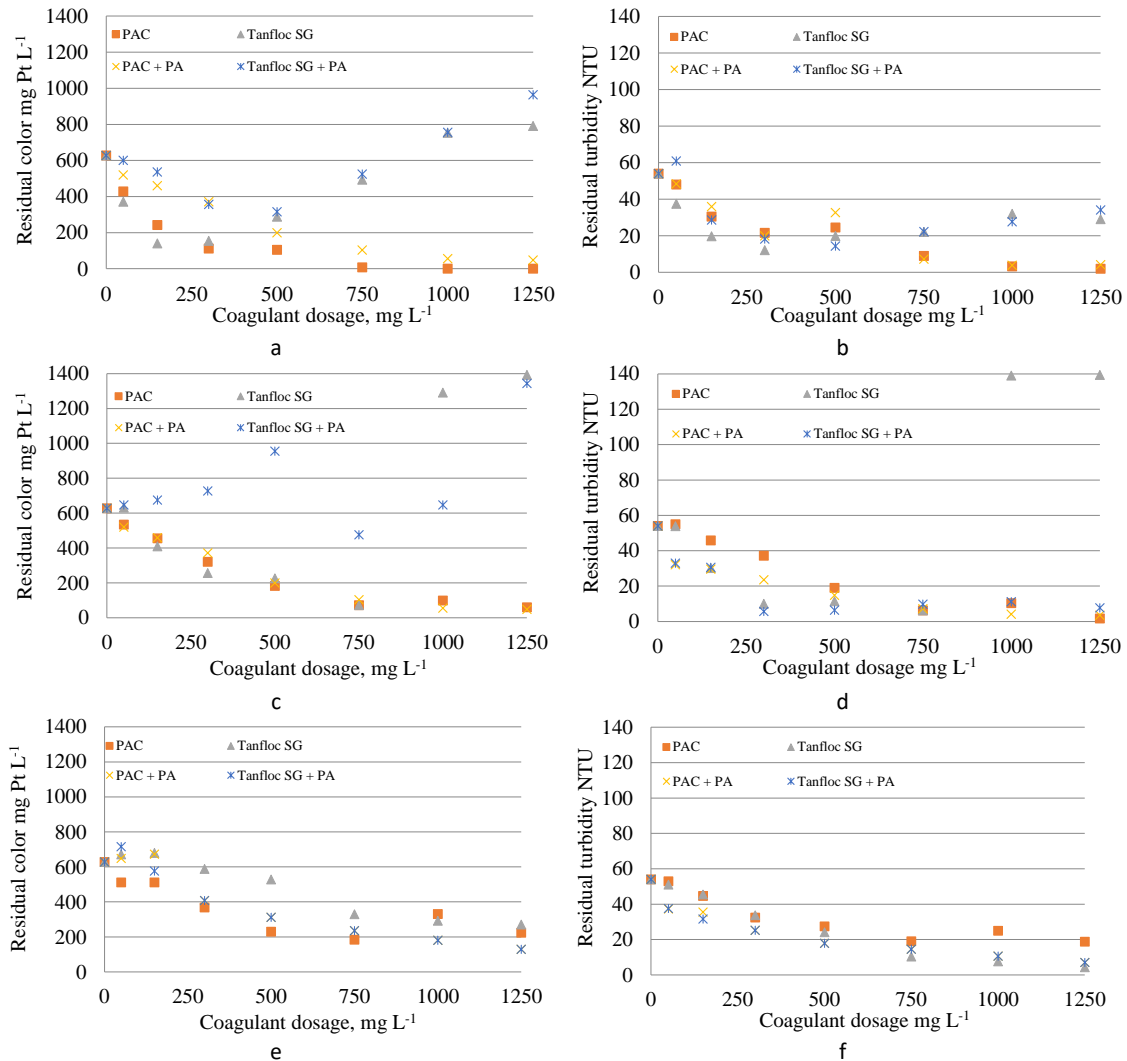 1400
1200
1000
800
600
400
200
0
Residual color mg Pt L-1
PAC
Tanfloc SG
PAC + PA
Tanfloc SG + PA
0 250 500 750 1000 1250
Coagulant dosage, mg L-1
a
140
120
100
80
60
40
20
0
Residual turbidity NTU
PAC
Tanfloc SG
PAC + PA
Tanfloc SG + PA
0 250 500 750 1000 1250
Coagulant dosage mg L-1
b
1400
1200
1000
800
600
400
200
0
Residual color mg Pt L-1
PAC
Tanfloc SG
PAC + PA
Tanfloc SG + PA
0 250 500 750 1000 1250
Coagulant dosage, mg L-1
c
140
120
100
80
60
40
20
0
Residual turbidity NTU
PAC
Tanfloc SG
PAC + PA
Tanfloc SG + PA
0 250 500 750 1000 1250
Coagulant dosage mg L-1
d
1400
1200
1000
800
600
400
200
0
Residual color mg Pt L-1
PAC
Tanfloc SG
PAC + PA
Tanfloc SG + PA
0 250 500 750 1000 1250
Coagulant dosage, mg L-1
e
140
120
100
80
60
40
20
0
Residual turbidity NTU
PAC
Tanfloc SG
PAC + PA
Tanfloc SG + PA
0 250 500 750 1000 1250
Coagulant dosage mg L-1
f